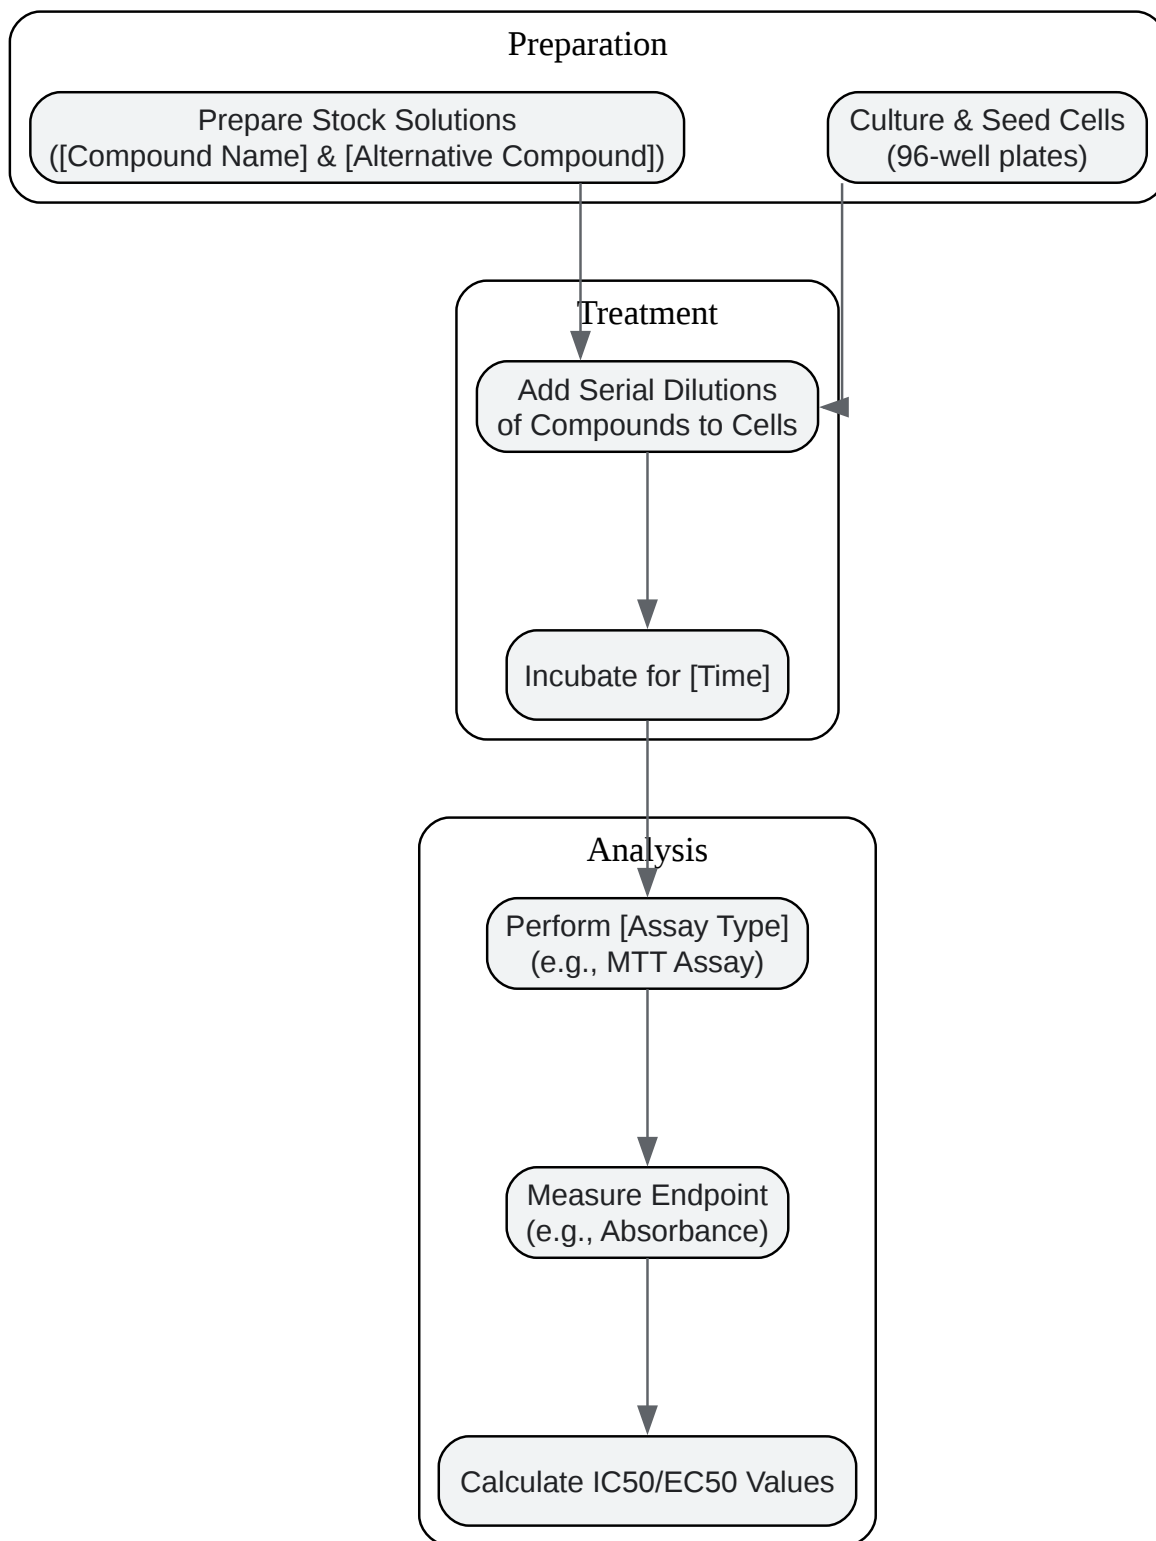 Preparation
Prepare Stock Solutions
([Compound Name] & [Alternative Compound])
Culture & Seed Cells
(96-well plates)
Treatment
Add Serial Dilutions
of Compounds to Cells
Incubate for [Time]
Analysis
Perform [Assay Type]
(e.g., MTT Assay)
Measure Endpoint
(e.g., Absorbance)
Calculate IC50/EC50 Values